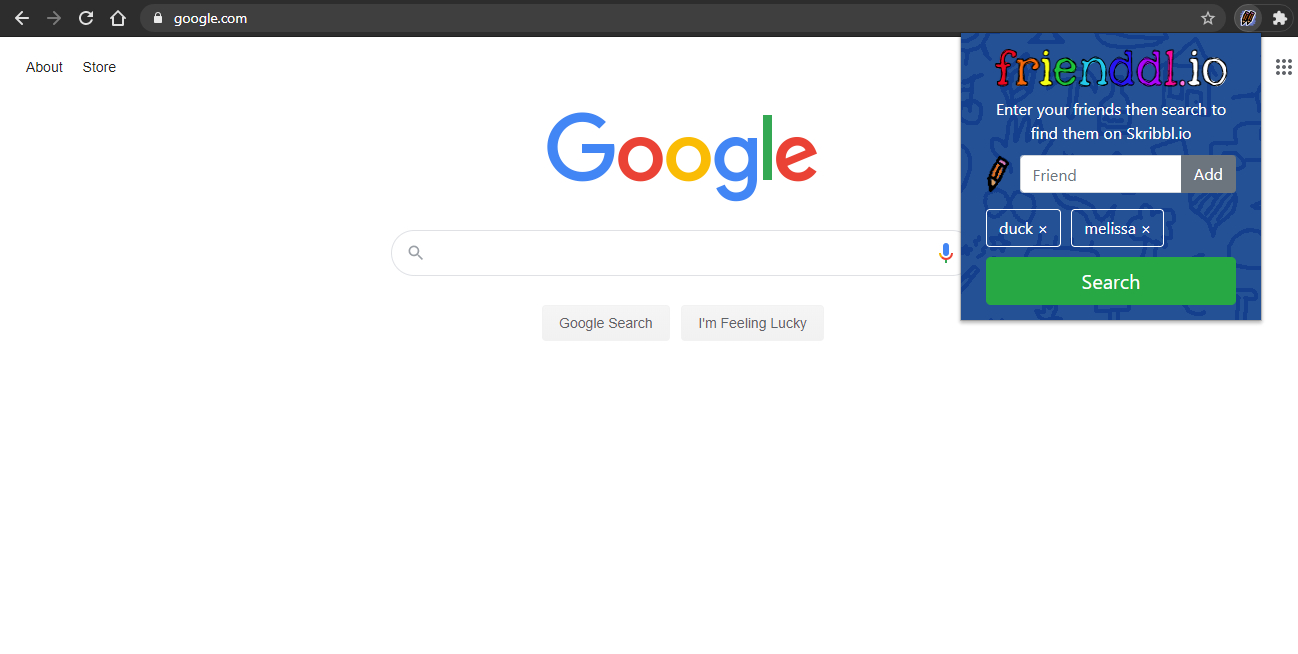 google.com
About
Store
Google
Google Search
I'm Feeling Lucky
frienddl.io
Enter your friends then search to
find them on Skribbl.io
Friend
Add
duck ×
melissa ×
Search